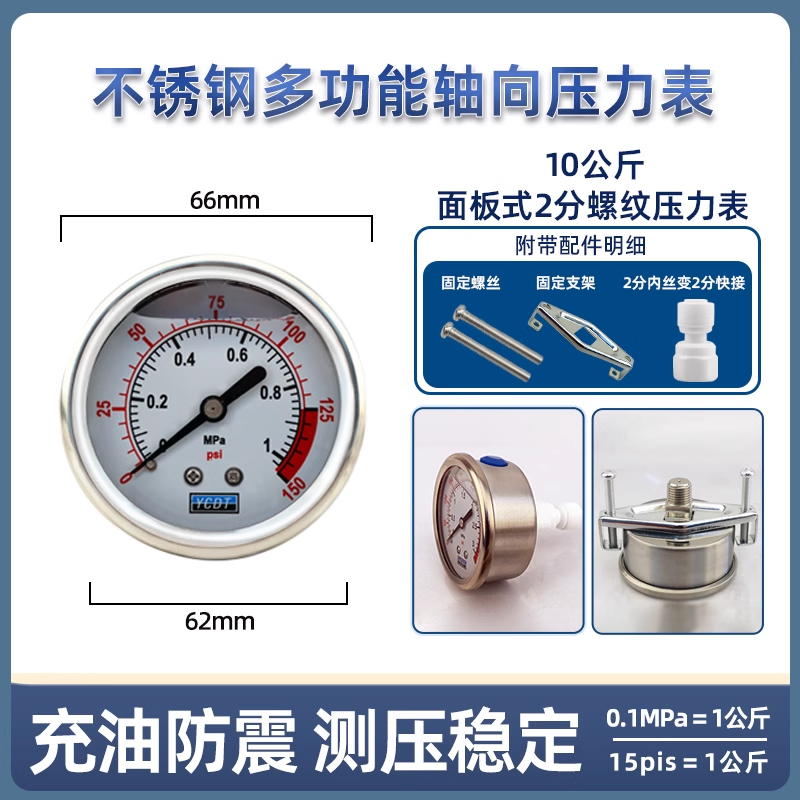 不锈钢多功能轴向压力表
10公斤
面板式2分螺纹压力表
附带配件明细
固定螺丝
固定支架
2分内丝变2分快接
66mm
75
50
100
0.4
0.6
25
0.2
0.8
125
MPa
psi
0
1
0
150
YCDT
62mm
充油防震 测压稳定
0.1MPa=1公斤
15pis=1公斤